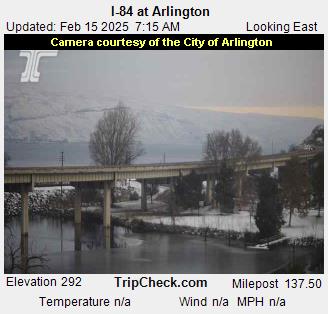 I-84 at Arlington
Updated: Feb 15 2025 7:15 AM Looking East
Camera courtesy of the City of Arlington
Elevation 292 TripCheck.com Milepost 137.50
Temperature n/a Wind n/a MPH n/a